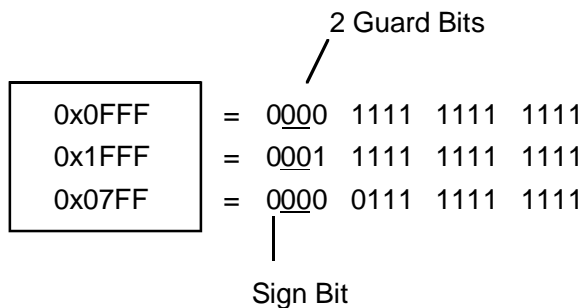 2 Guard Bits
0x0FFF = 0000 1111 1111 1111
0x1FFF = 0001 1111 1111 1111
0x07FF = 0000 0111 1111 1111
Sign Bit